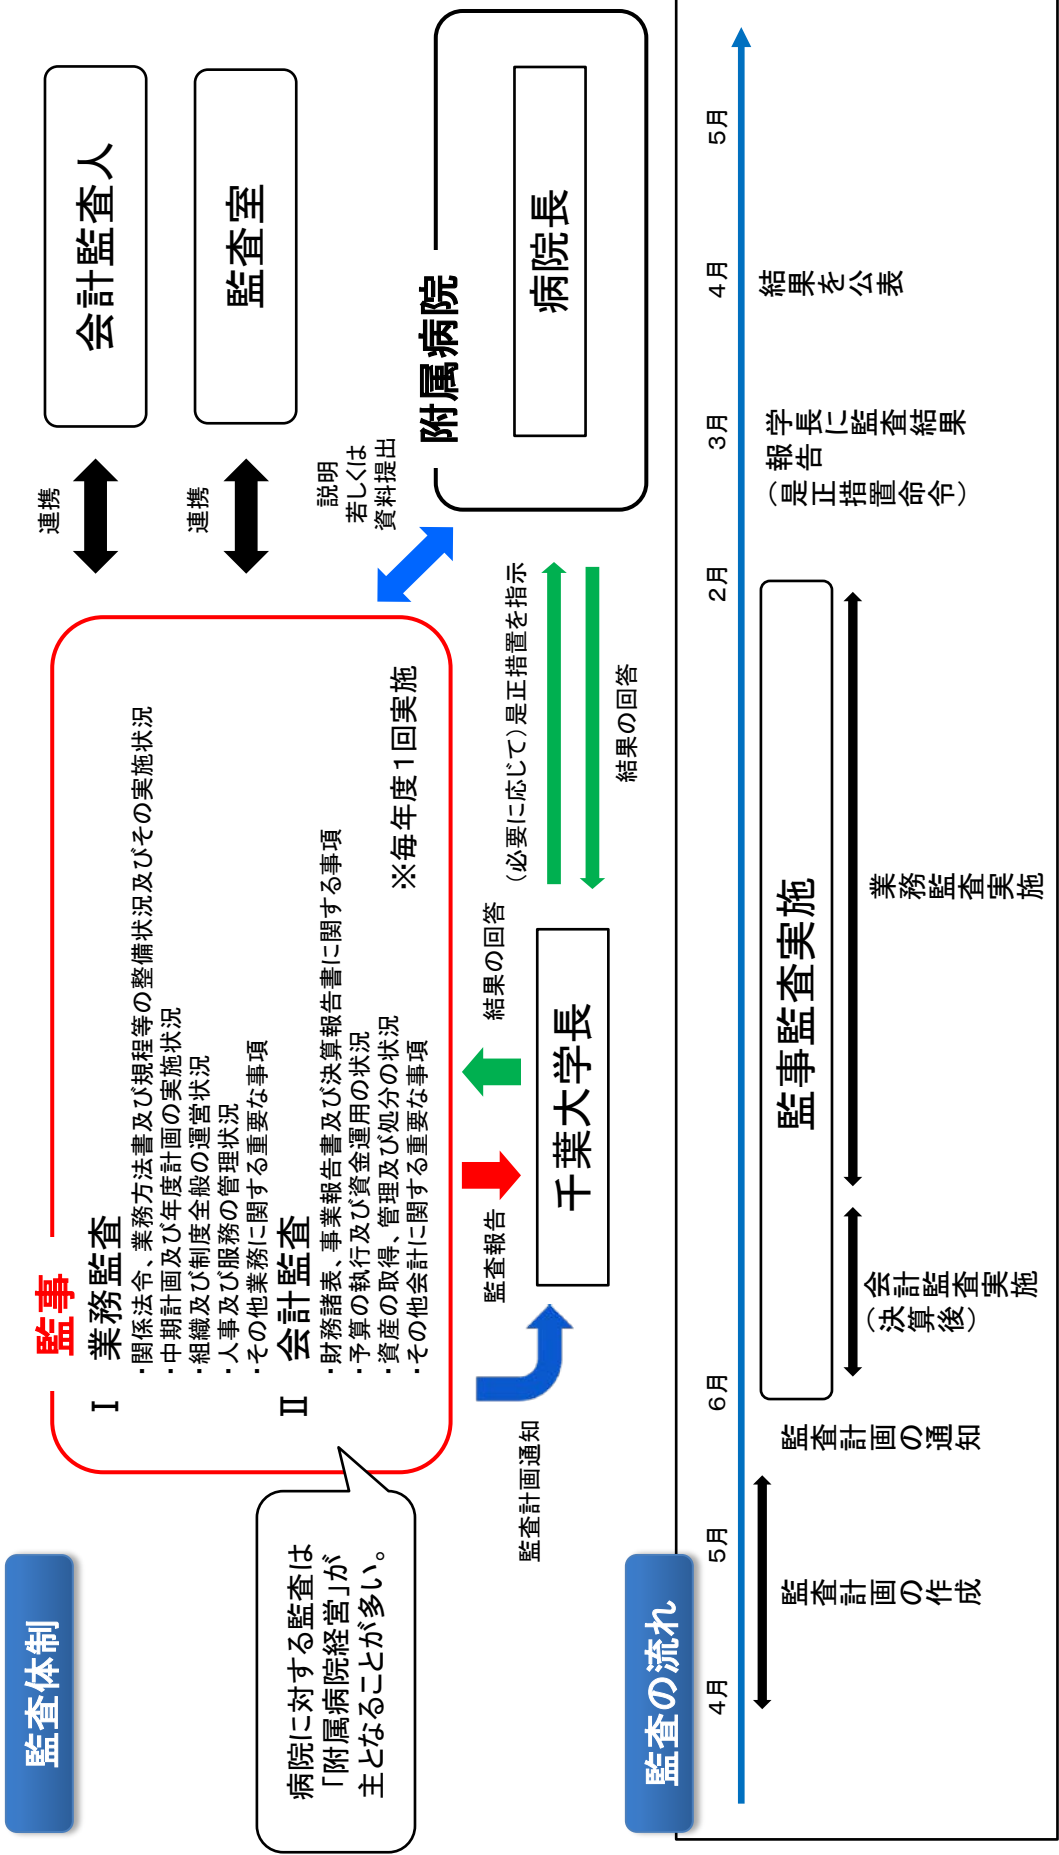 監査体制
監事
Ⅰ 業務監査
・関係法令、業務方法書及び規程等の整備状況及びその実施状況
・中期計画及び年度計画の実施状況
・組織及び制度全般の運営状況
・人事及び服務の管理状況
・その他業務に関する重要な事項
Ⅱ 会計監査
・財務諸表、事業報告書及び決算報告書に関する事項
・予算の執行及び資金運用の状況
・資産の取得、管理及び処分の状況
・その他会計に関する重要な事項
※毎年度1回実施
病院に対する監査は
「附属病院経営」が
主となることが多い。
連携
会計監査人
連携
監査室
説明
若しくは
資料提出
附属病院
病院長
監査計画通知
監査報告
結果の回答
千葉大学長
(必要に応じて)是正措置を指示
結果の回答
監査の流れ
4月
5月
6月
2月
3月
4月
5月
監査計画の作成
監査計画の通知
監事監査実施
会計監査実施
(決算後)
業務監査実施
学長に監査結果
報告
(是正措置命令)
結果を公表